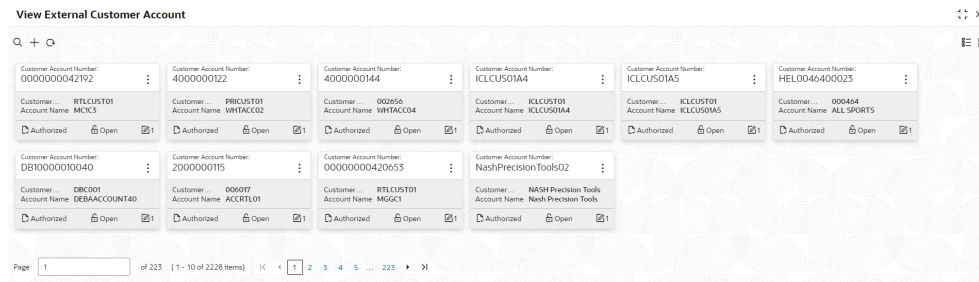 View External Customer Account
Customer Account Number: Customer Account Number: Customer Account Number: Customer Account Number: Customer Account Number: Customer Account Number:
0000000042192 4000000122 4000000144 ICLCUS01A4 ICLCUS01A5 HEL0046400023
Customer... RTLCUST01 Customer... PRICUST01 Customer... 002656 Customer... ICLCUST01 Customer... ICLCUST01 Customer... 000464
Account Name MC1C3 Account Name WHTACC02 Account Name WHTACC04 Account Name ICLCUS01A4 Account Name ICLCUS01A5 Account Name ALL SPORTS
Authorized Open 1 Authorized Open 1 Authorized Open 1 Authorized Open 1 Authorized Open 1 Authorized Open 1
Customer Account Number: Customer Account Number: Customer Account Number: Customer Account Number:
DB10000010040 2000000115 00000000420653 NashPrecisionTools02
Customer... DBC001 Customer... 006017 Customer... RTLCUST01 Customer... NASH Precision Tools
Account Name DEBAACCOUNT40 Account Name ACCRTL01 Account Name MGGC1 Account Name Nash Precision Tools
Authorized Open 1 Authorized Open 1 Authorized Open 1 Authorized Open 1
Page 1 of 223 ( 1 - 10 of 2228 items) 1 2 3 4 5 ... 223